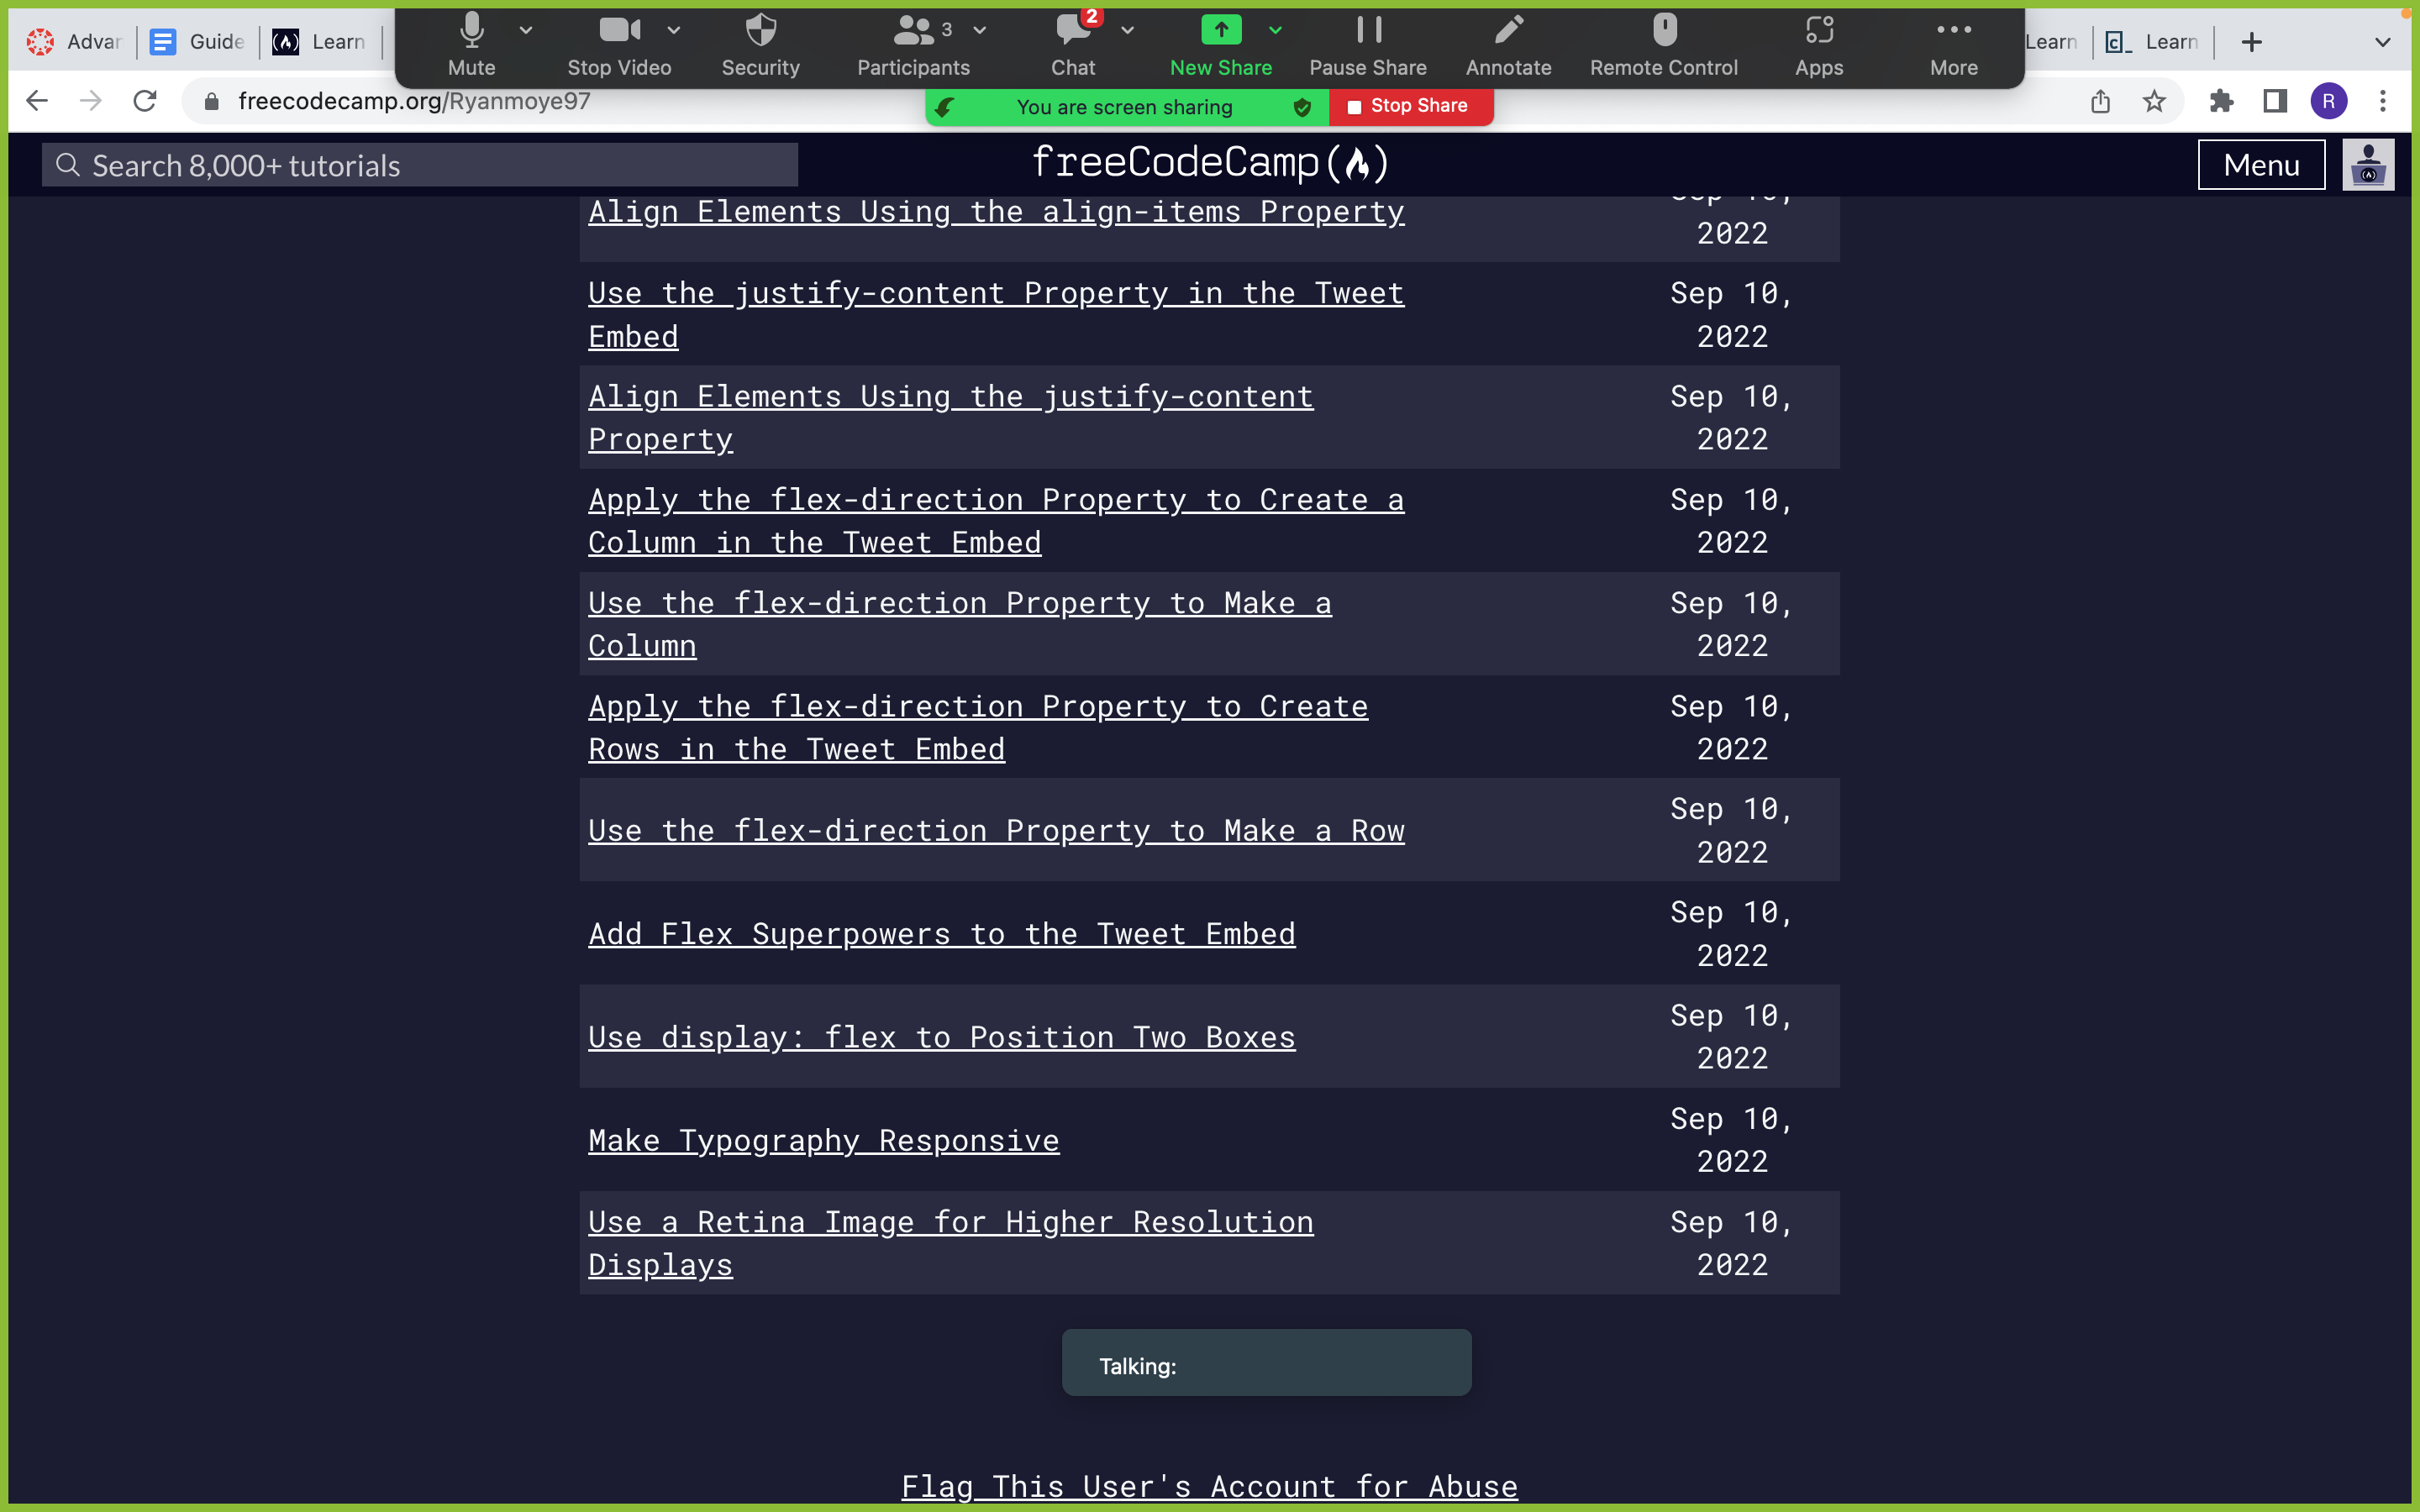 Advar
Guide
Learn
Mute
Stop Video
Security
3
Participants
2
Chat
New Share
Pause Share
Annotate
Remote Control
Apps
More
Learn
Learn
freecodecamp.org/Ryanmoye97
You are screen sharing
Stop Share
R
Search 8,000+ tutorials
freeCodeCamp
Menu
Align Elements Using the align-items Property
Sep 10,
2022
Use the justify-content Property in the Tweet
Embed
Sep 10,
2022
Align Elements Using the justify-content
Property
Sep 10,
2022
Apply the flex-direction Property to Create a
Column in the Tweet Embed
Sep 10,
2022
Use the flex-direction Property to Make a
Column
Sep 10,
2022
Apply the flex-direction Property to Create
Rows in the Tweet Embed
Sep 10,
2022
Use the flex-direction Property to Make a Row
Sep 10,
2022
Add Flex Superpowers to the Tweet Embed
Sep 10,
2022
Use display: flex to Position Two Boxes
Sep 10,
2022
Make Typography Responsive
Sep 10,
2022
Use a Retina Image for Higher Resolution
Displays
Sep 10,
2022
Talking:
Flag This User's Account for Abuse